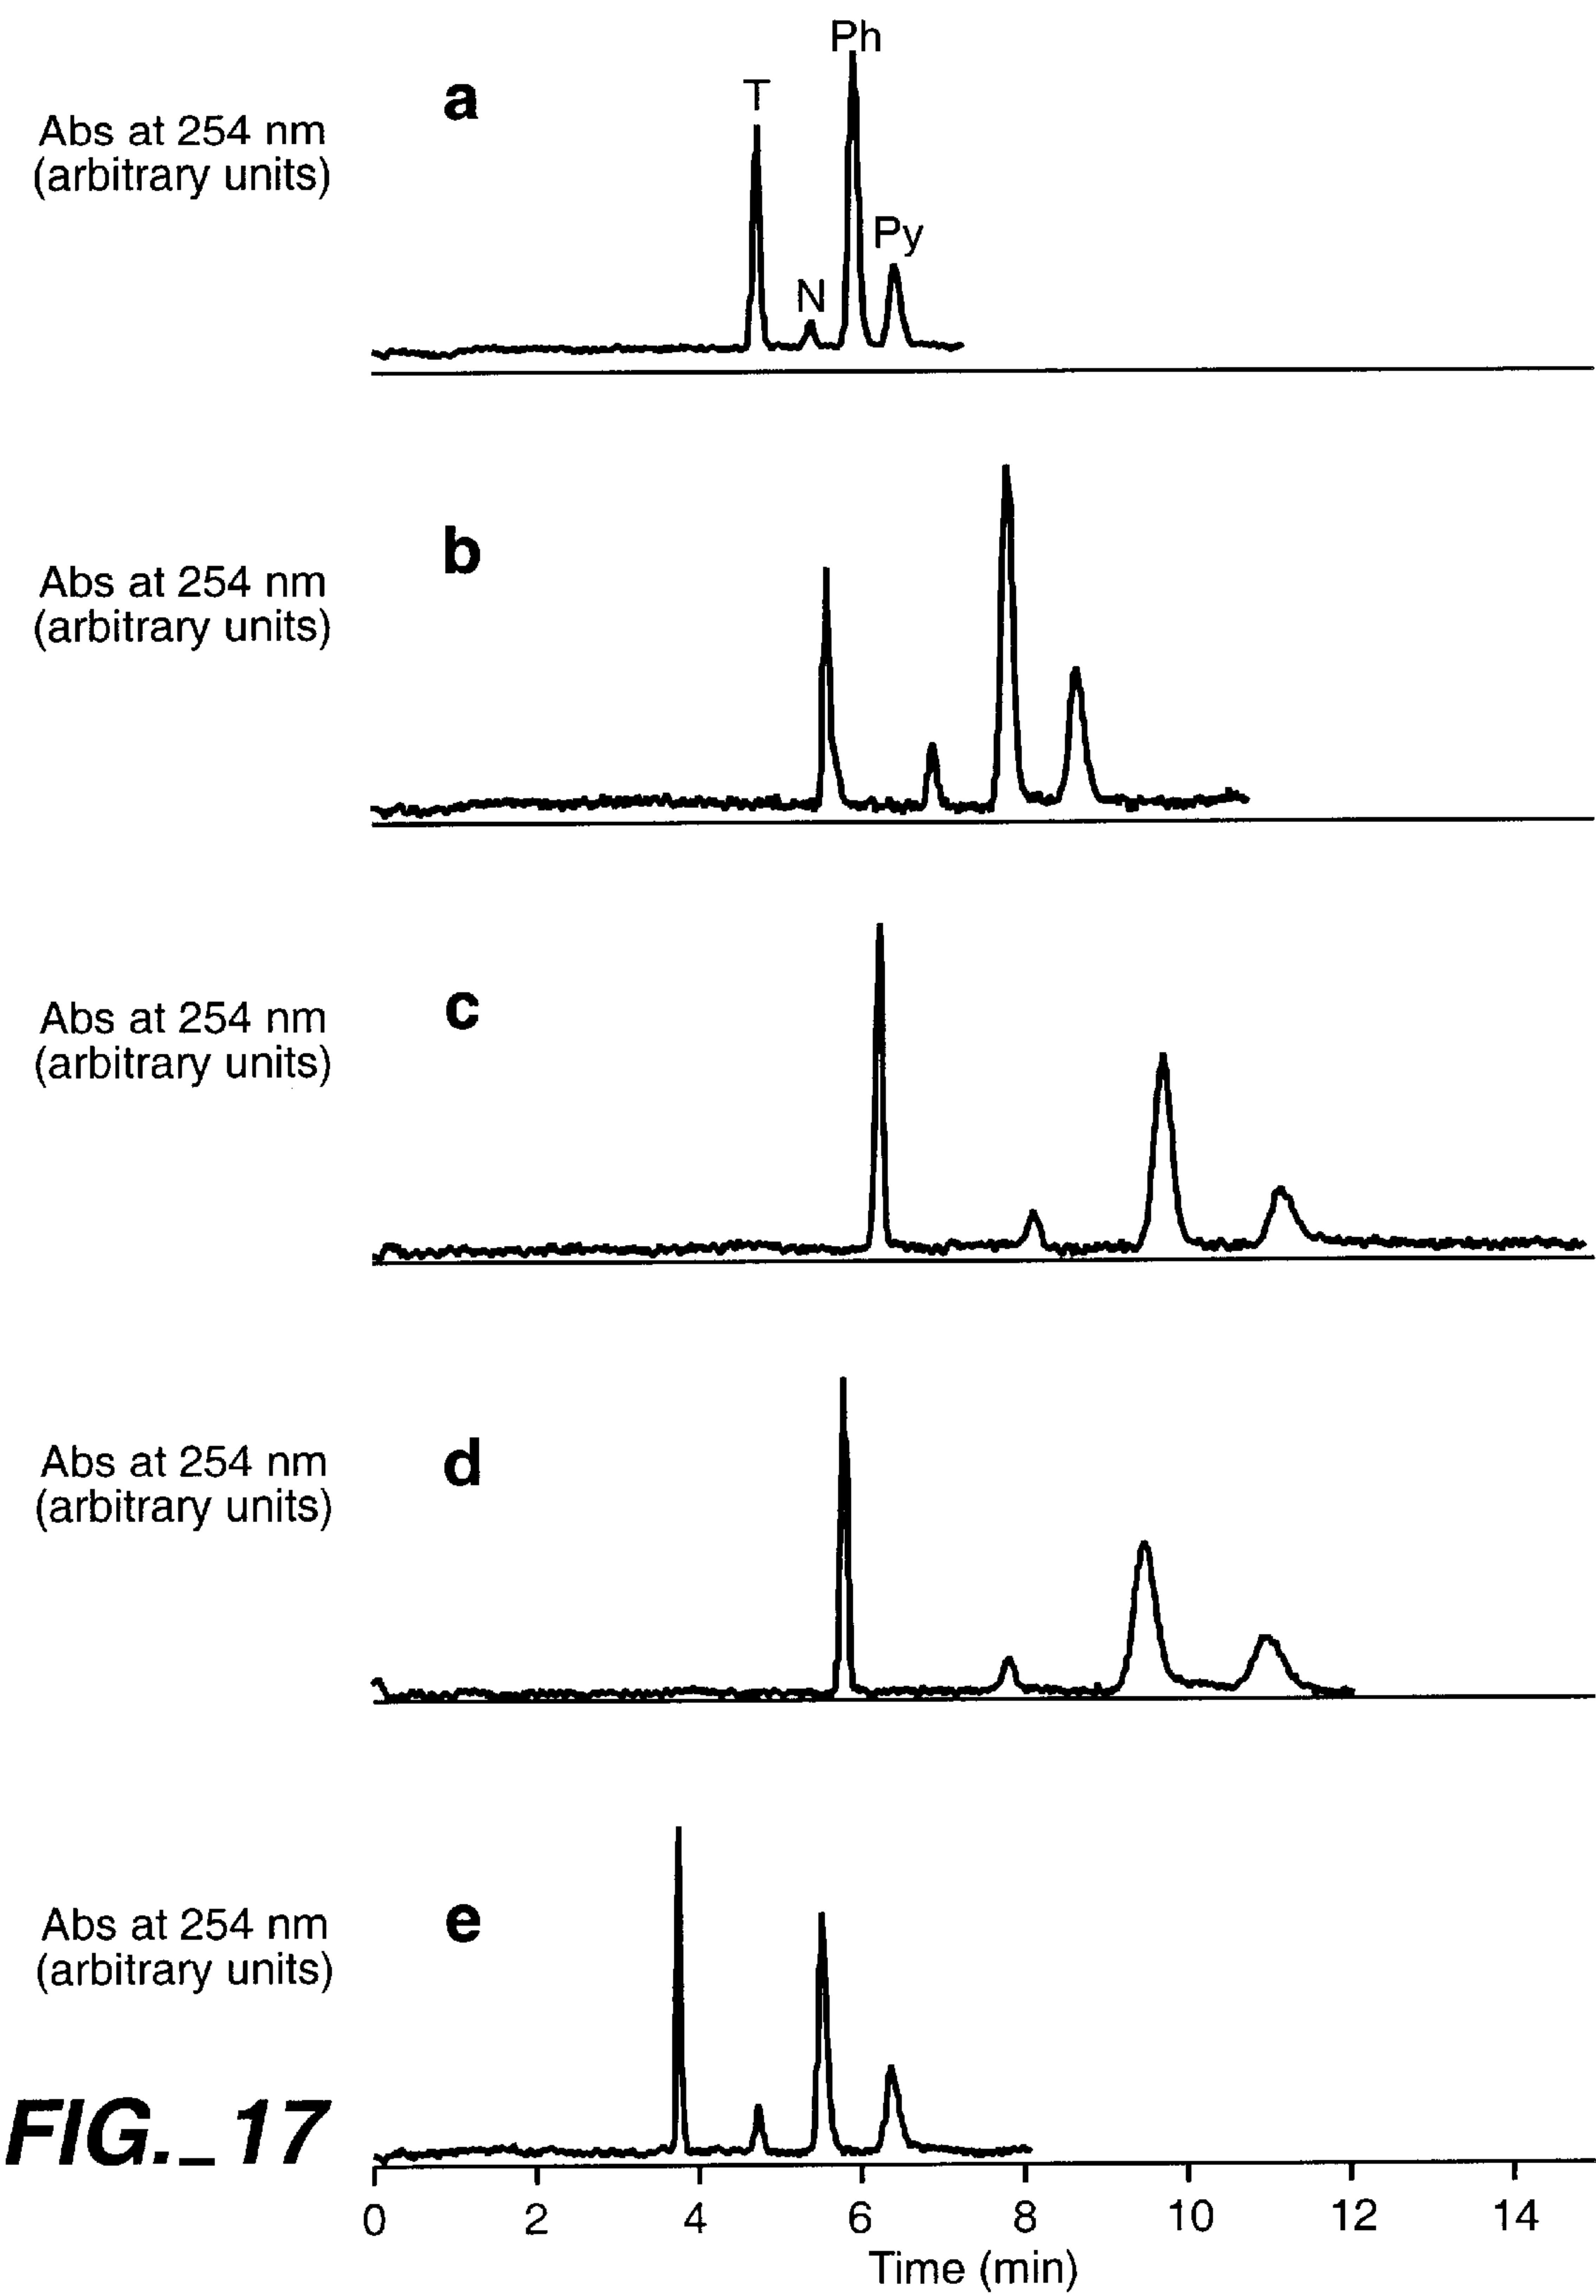 Ph
T
a
Abs at 254 nm
(arbitrary units)
Py
N
b
Abs at 254 nm
(arbitrary units)
c
Abs at 254 nm
(arbitrary units)
d
Abs at 254 nm
(arbitrary units)
e
Abs at 254 nm
(arbitrary units)
FIG._17
0 2 4 6 8 10 12 14
Time (min)